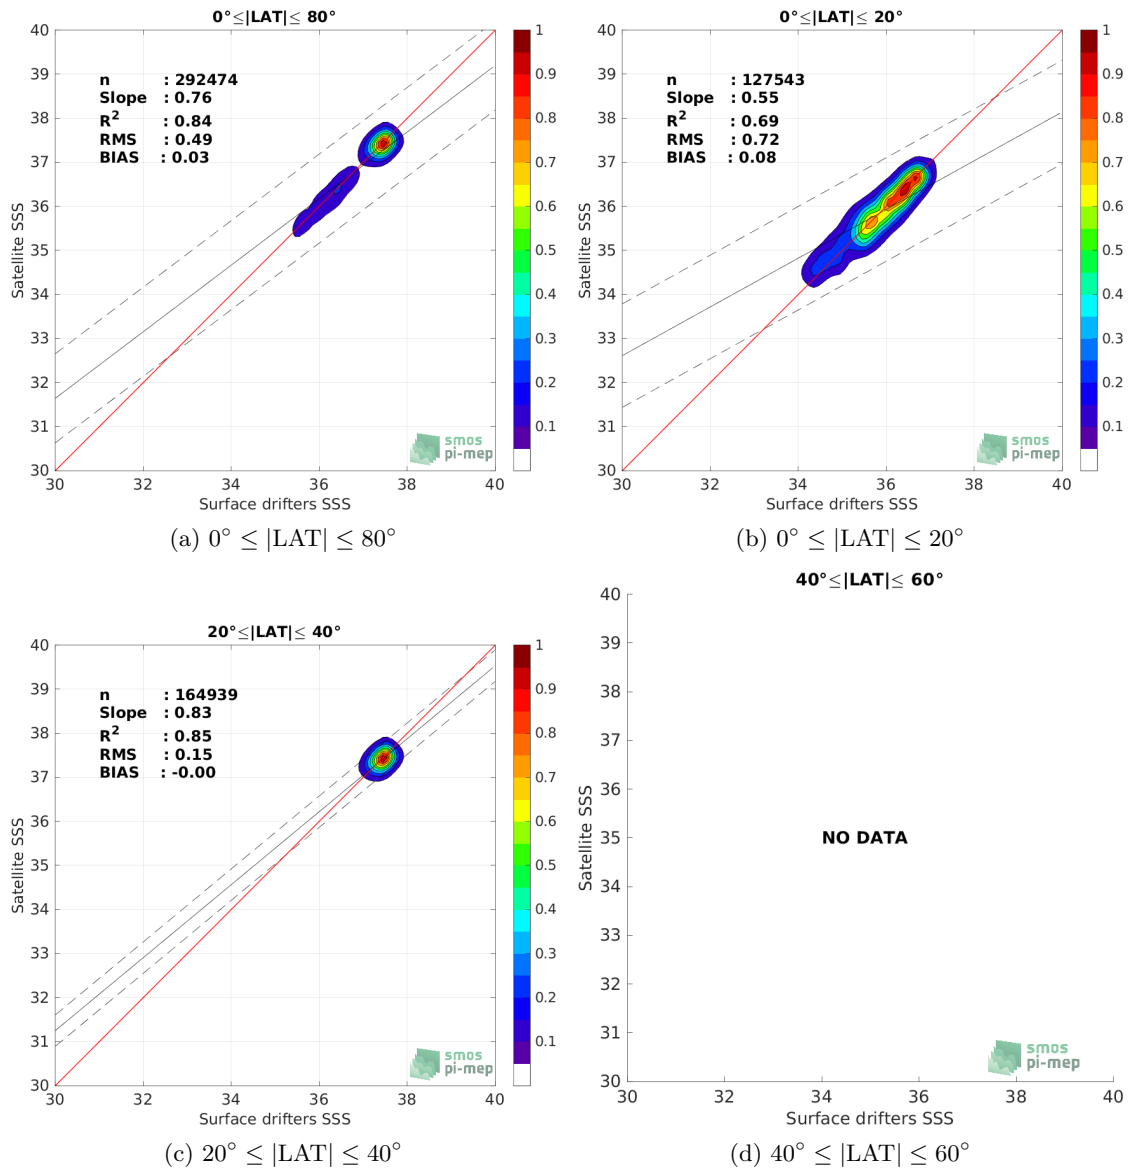 0°≤|LAT|≤ 80°
40
39
38
37
36
35
34
33
32
31
30
Satellite SSS
n : 292474
Slope : 0.76
R² : 0.84
RMS : 0.49
BIAS : 0.03
smos
pi-mep
30 32 34 36 38 40
Surface drifters SSS
1
0.9
0.8
0.7
0.6
0.5
0.4
0.3
0.2
0.1
(a) 0° ≤ |LAT| ≤ 80°
0°≤|LAT|≤ 20°
40
39
38
37
36
35
34
33
32
31
30
Satellite SSS
n : 127543
Slope : 0.55
R² : 0.69
RMS : 0.72
BIAS : 0.08
smos
pi-mep
30 32 34 36 38 40
Surface drifters SSS
1
0.9
0.8
0.7
0.6
0.5
0.4
0.3
0.2
0.1
(b) 0° ≤ |LAT| ≤ 20°
20°≤|LAT|≤ 40°
40
39
38
37
36
35
34
33
32
31
30
Satellite SSS
n : 164939
Slope : 0.83
R² : 0.85
RMS : 0.15
BIAS : -0.00
smos
pi-mep
30 32 34 36 38 40
Surface drifters SSS
1
0.9
0.8
0.7
0.6
0.5
0.4
0.3
0.2
0.1
(c) 20° ≤ |LAT| ≤ 40°
40°≤|LAT|≤ 60°
40
39
38
37
36
35
34
33
32
31
30
Satellite SSS
NO DATA
smos
pi-mep
30 32 34 36 38 40
Surface drifters SSS
(d) 40° ≤ |LAT| ≤ 60°